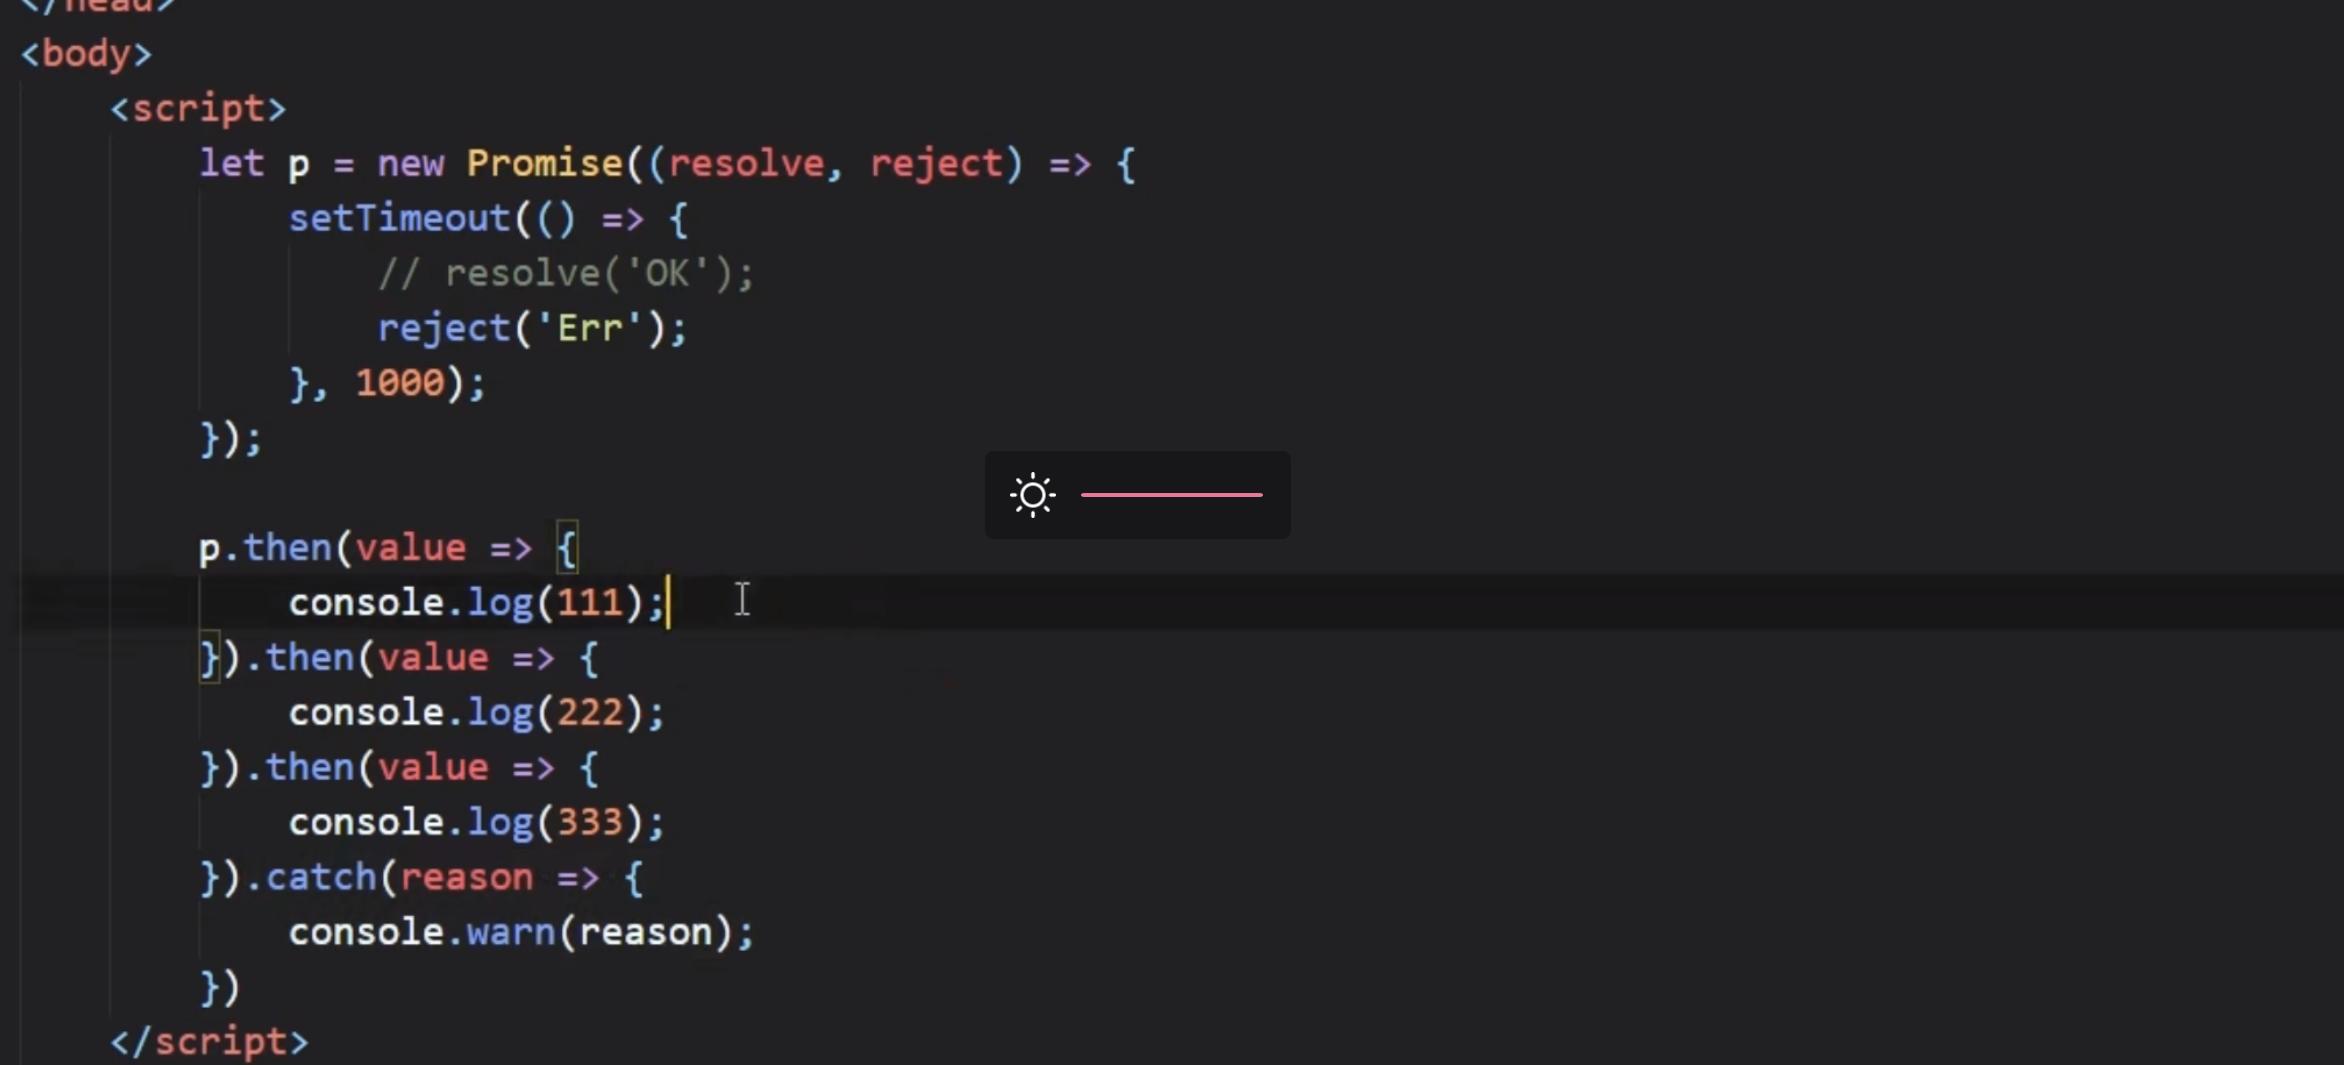 </head>
<body>
<script>
let p = new Promise((resolve, reject) => {
setTimeout(() => {
// resolve('OK');
reject('Err');
}, 1000);
});
p.then(value => {
console.log(111);
}).then(value => {
console.log(222);
}).then(value => {
console.log(333);
}).catch(reason => {
console.warn(reason);
})
</script>